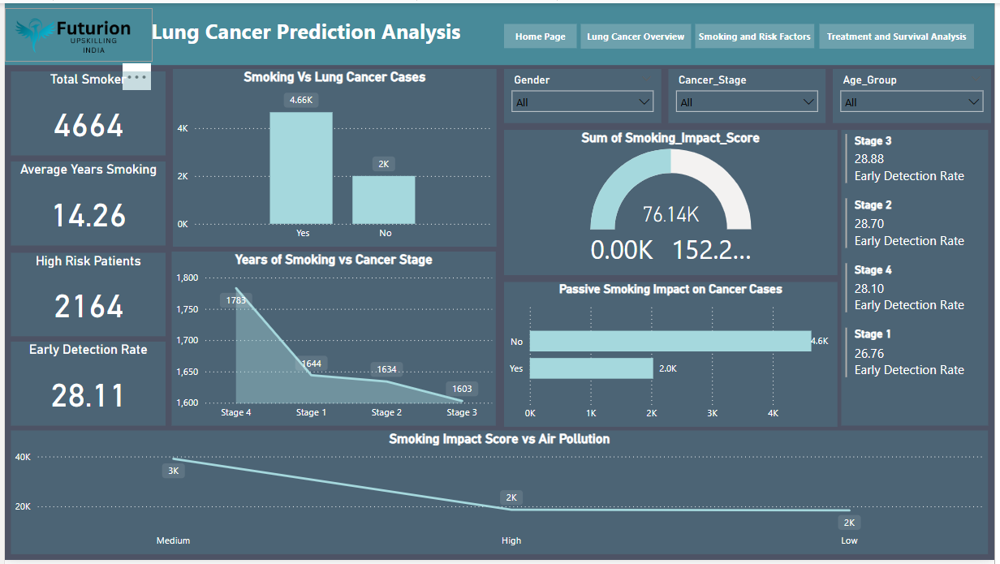 Futurion
UPSKILLING
INDIA
Lung Cancer Prediction Analysis
Home Page
Lung Cancer Overview
Smoking and Risk Factors
Treatment and Survival Analysis
Total Smoker
4664
Average Years Smoking
14.26
High Risk Patients
2164
Early Detection Rate
28.11
Smoking Vs Lung Cancer Cases
4.66K
2K
4K
2K
0K
Yes
No
Years of Smoking vs Cancer Stage
1,800
1,750
1,700
1,650
1,600
1783
1644
1634
1603
Stage 4
Stage 1
Stage 2
Stage 3
Gender
All
Cancer_Stage
All
Age_Group
All
Sum of Smoking_Impact_Score
76.14K
0.00K
152.2...
Passive Smoking Impact on Cancer Cases
No
4.6K
Yes
2.0K
0K
1K
2K
3K
4K
Stage 3
28.88
Early Detection Rate
Stage 2
28.70
Early Detection Rate
Stage 4
28.10
Early Detection Rate
Stage 1
26.76
Early Detection Rate
Smoking Impact Score vs Air Pollution
40K
20K
3K
2K
2K
Medium
High
Low